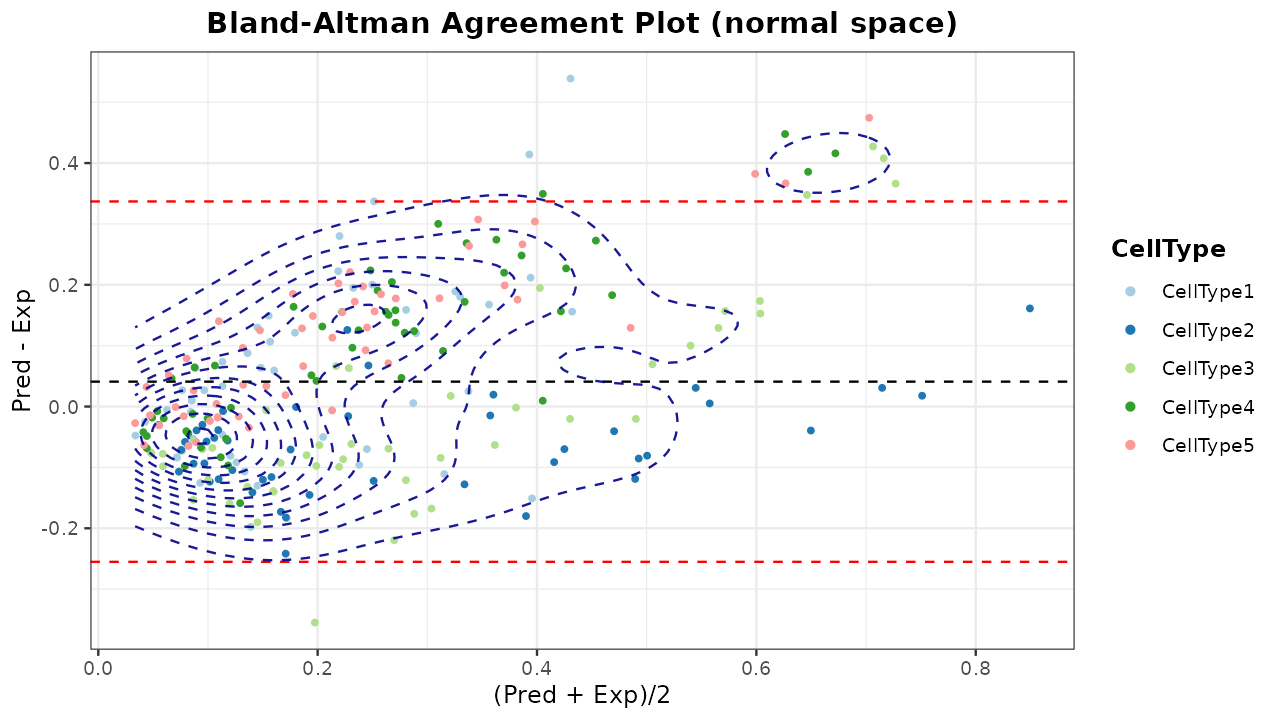 Bland-Altman Agreement Plot (normal space)
Pred - Exp
0.4
0.2
0.0
-0.2
0.0 0.2 0.4 0.6 0.8
(Pred + Exp)/2
CellType
CellType1
CellType2
CellType3
CellType4
CellType5